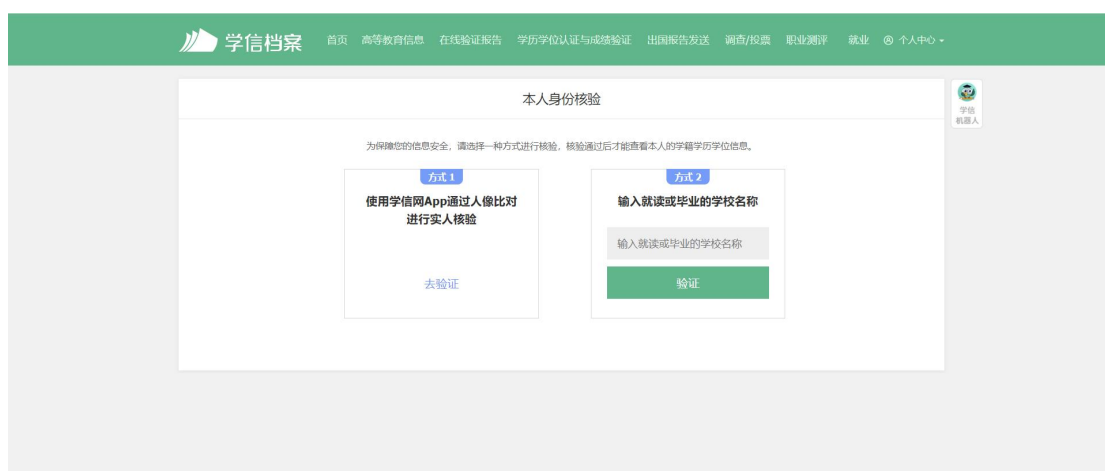 学信档案 首页 高等教育信息 在线验证报告 学历学位认证与成绩验证 出国报告发送 调查/投票 职业测评 就业 个人中心
本人身份核验
学信
机器人
为保障您的信息安全，请选择一种方式进行核验，核验通过后才能查看本人的学籍学历学位信息。
方式 1
使用学信网App通过人像比对
进行实人核验
去验证
方式 2
输入就读或毕业的学校名称
输入就读或毕业的学校名称
验证